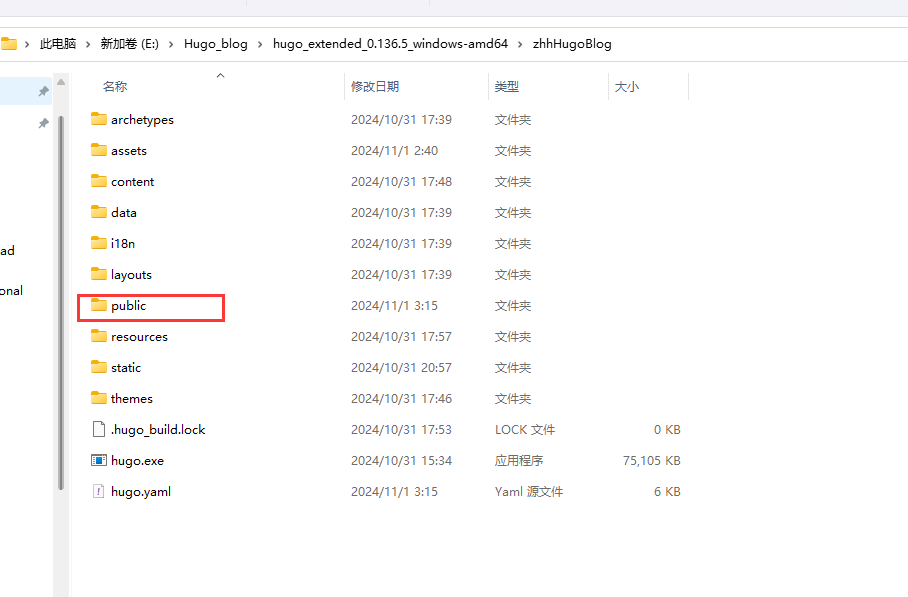 此电脑 › 新加卷 (E:) › Hugo_blog › hugo_extended_0.136.5_windows-amd64 › zhhHugoBlog
名称 修改日期 类型 大小
archetypes 2024/10/31 17:39 文件夹
assets 2024/11/1 2:40 文件夹
content 2024/10/31 17:48 文件夹
data 2024/10/31 17:39 文件夹
i18n 2024/10/31 17:39 文件夹
ad
layouts 2024/10/31 17:39 文件夹
onal
public 2024/11/1 3:15 文件夹
resources 2024/10/31 17:57 文件夹
static 2024/10/31 20:57 文件夹
themes 2024/10/31 17:46 文件夹
.hugo_build.lock 2024/10/31 17:53 LOCK 文件 0 KB
hugo.exe 2024/10/31 15:34 应用程序 75,105 KB
hugo.yaml 2024/11/1 3:15 Yaml 源文件 6 KB